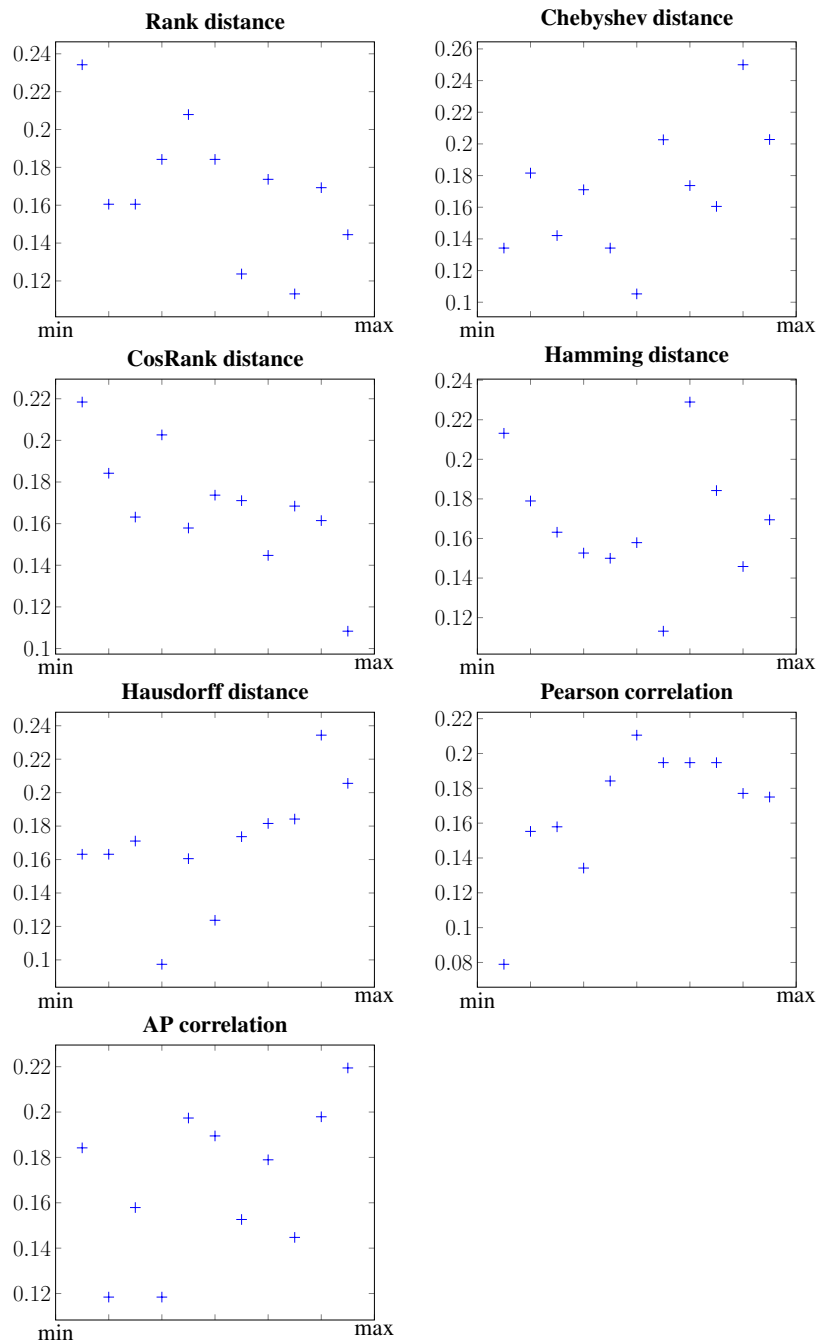 Rank distance
0.24
0.22
0.2
0.18
0.16
0.14
0.12
min
max
Chebyshev distance
0.26
0.24
0.22
0.2
0.18
0.16
0.14
0.12
0.1
min
max
CosRank distance
0.22
0.2
0.18
0.16
0.14
0.12
0.1
min
max
Hamming distance
0.24
0.22
0.2
0.18
0.16
0.14
0.12
min
max
Hausdorff distance
0.24
0.22
0.2
0.18
0.16
0.14
0.12
0.1
min
max
Pearson correlation
0.22
0.2
0.18
0.16
0.14
0.12
0.1
0.08
min
max
AP correlation
0.22
0.2
0.18
0.16
0.14
0.12
min
max